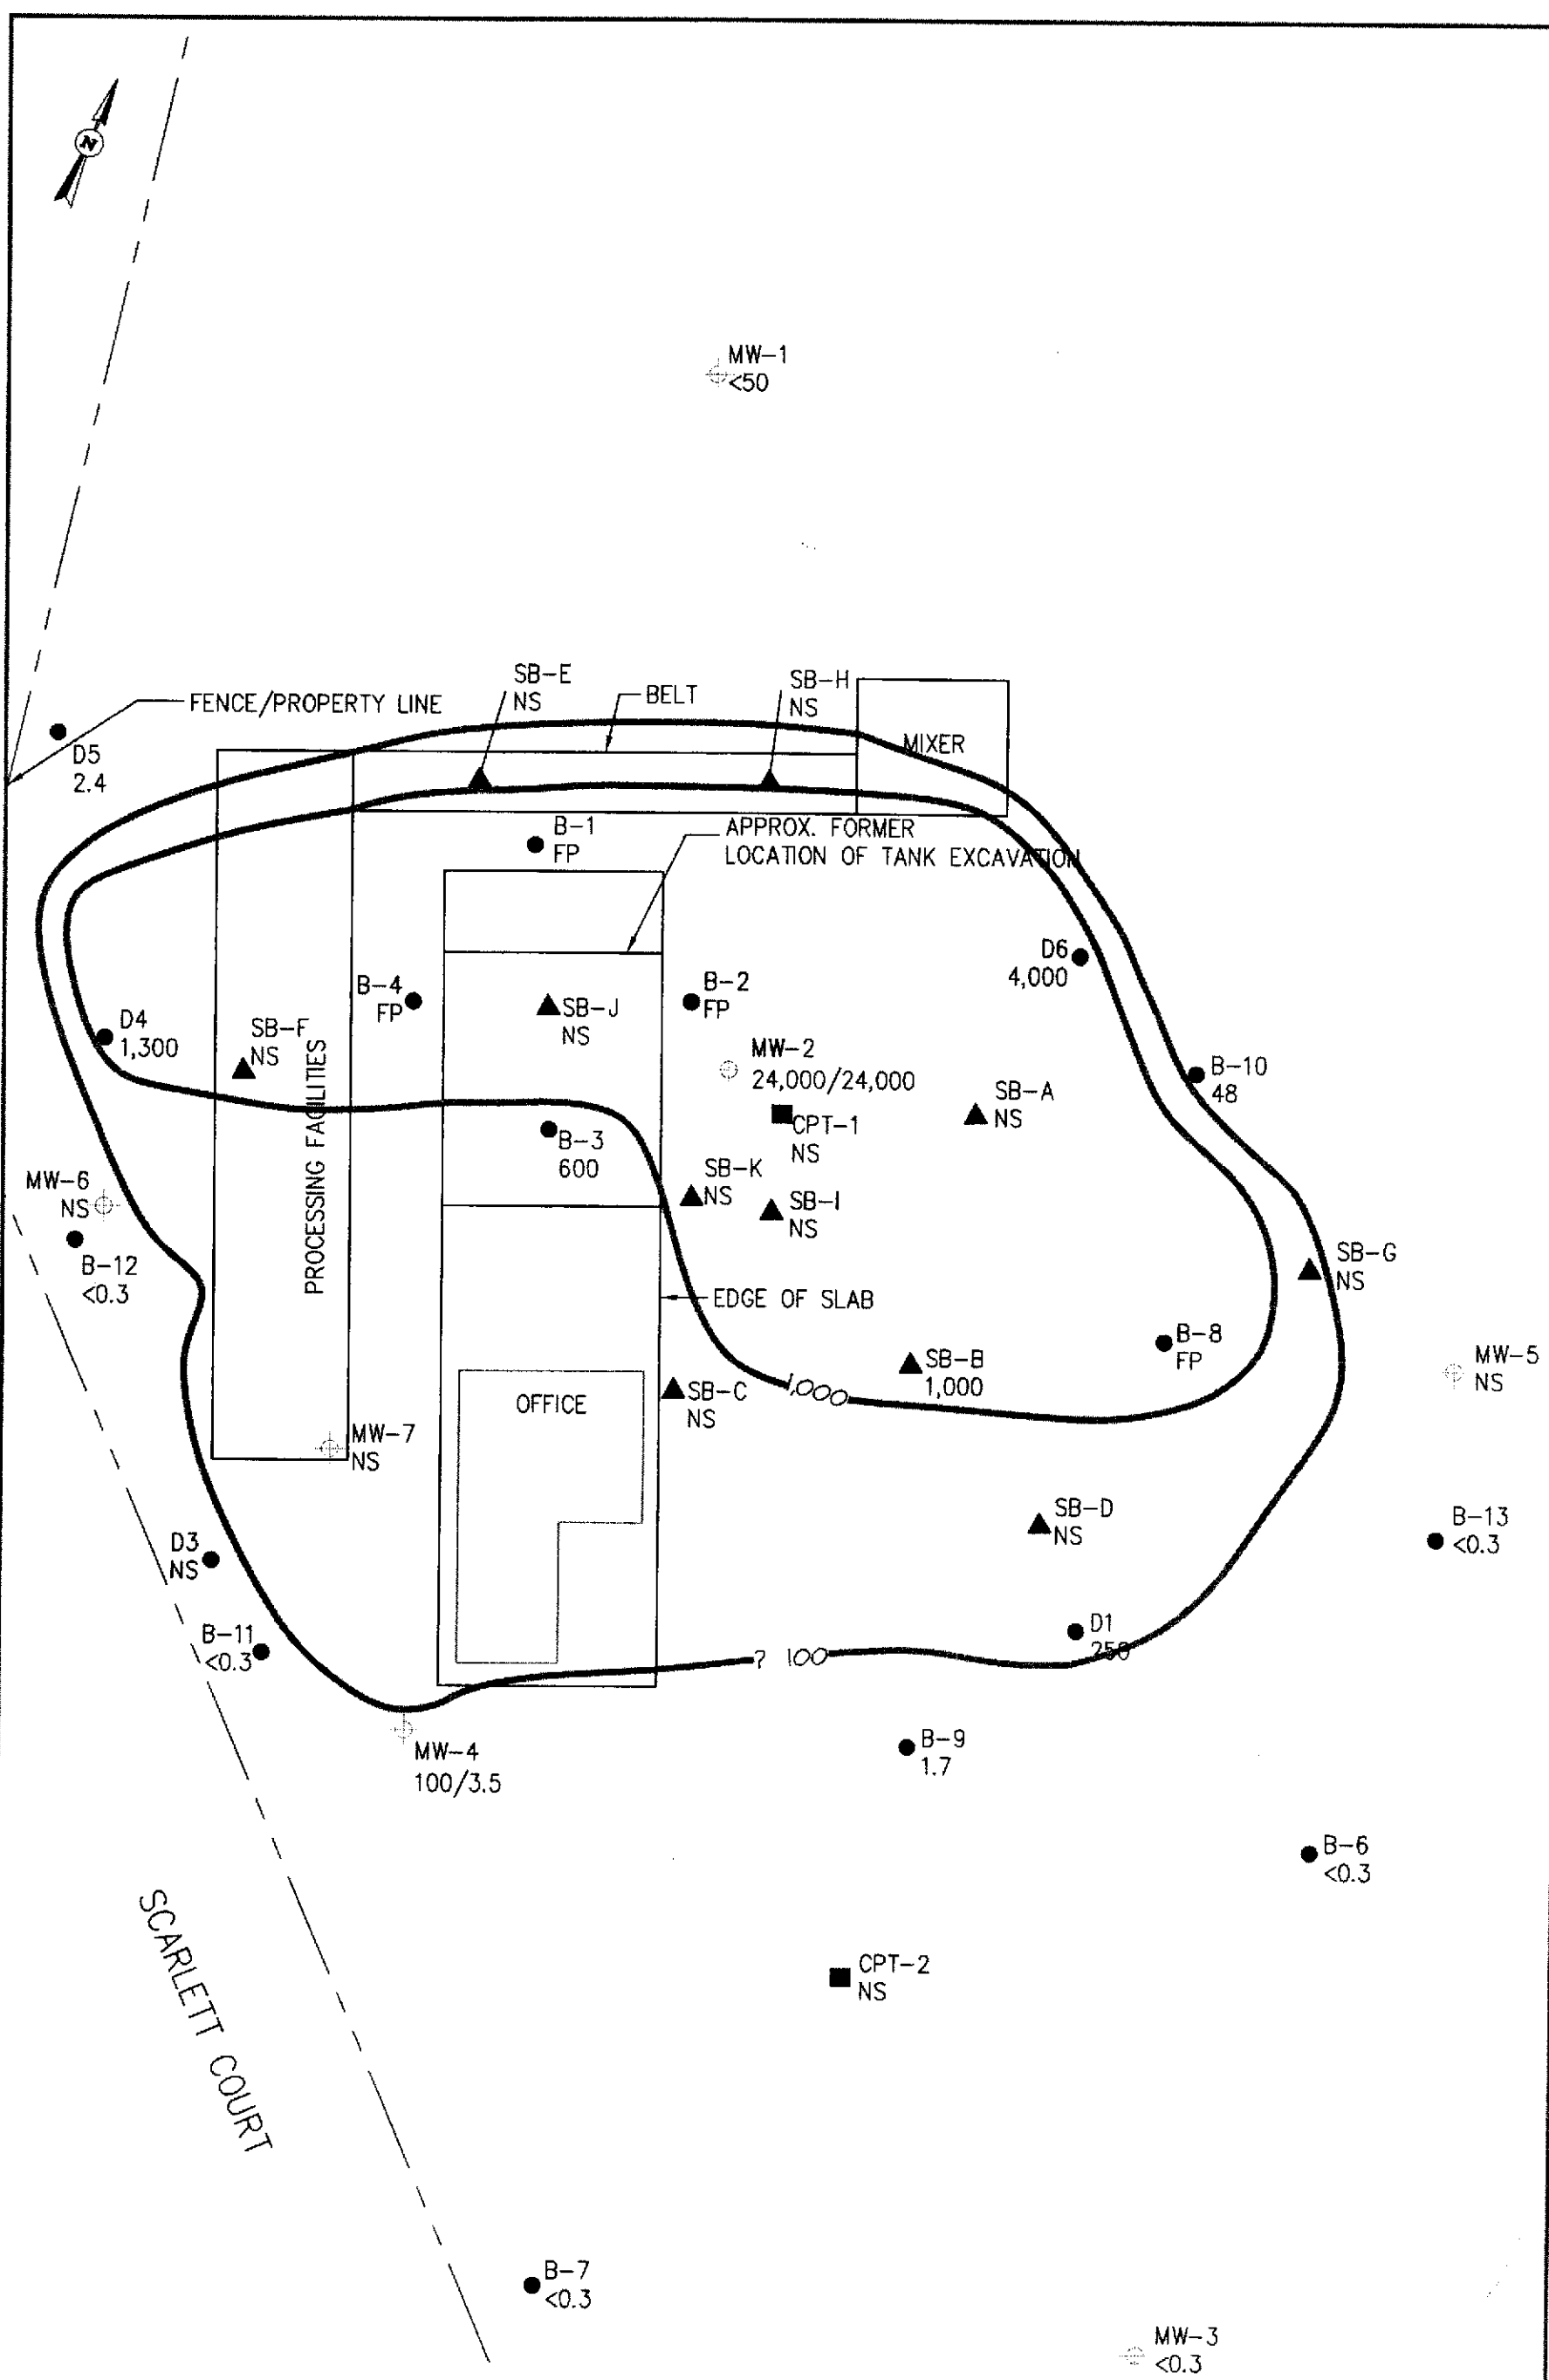 N
MW-1
<50
SB-E
NS
BELT
SB-H
NS
FENCE/PROPERTY LINE
MIXER
D5
2.4
B-1
FP
APPROX. FORMER
LOCATION OF TANK EXCAVATION
D6
4,000
B-4
FP
SB-J
NS
B-2
FP
D4
1,300
SB-F
NS
MW-2
24,000/24,000
B-10
48
SB-A
NS
CPT-1
NS
B-3
600
PROCESSING FACILITIES
MW-6
NS
SB-K
NS
SB-I
NS
B-12
<0.3
SB-G
NS
EDGE OF SLAB
B-8
FP
MW-5
NS
SB-B
1,000
SB-C
NS
1,000
OFFICE
MW-7
NS
SB-D
NS
B-13
<0.3
D3
NS
B-11
<0.3
D1
250
? 100
MW-4
100/3.5
B-9
1.7
B-6
<0.3
SCARLETT COURT
CPT-2
NS
B-7
<0.3
MW-3
<0.3